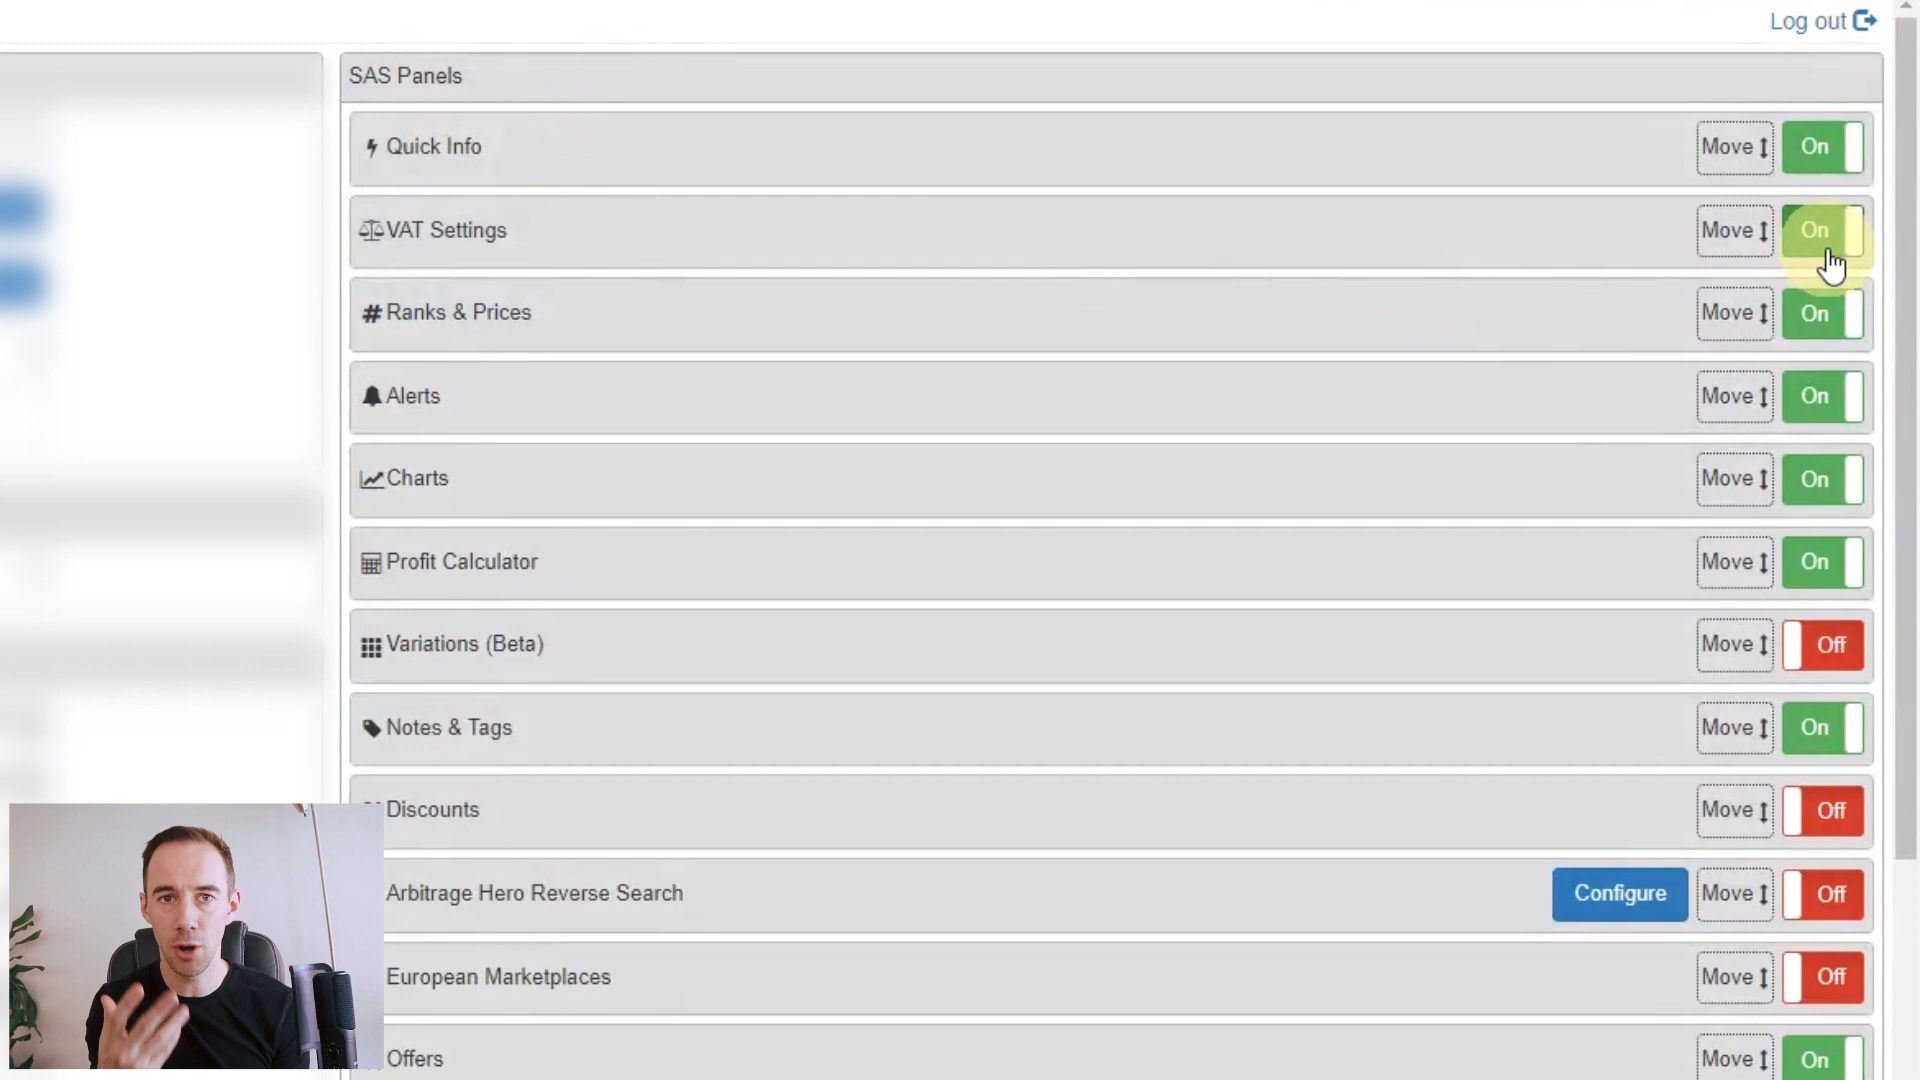 Log out
SAS Panels
Quick Info Move On
VAT Settings Move On
Ranks & Prices Move On
Alerts Move On
Charts Move On
Profit Calculator Move On
Variations (Beta) Move Off
Notes & Tags Move On
Discounts Move Off
Arbitrage Hero Reverse Search Configure Move Off
European Marketplaces Move Off
Offers Move On